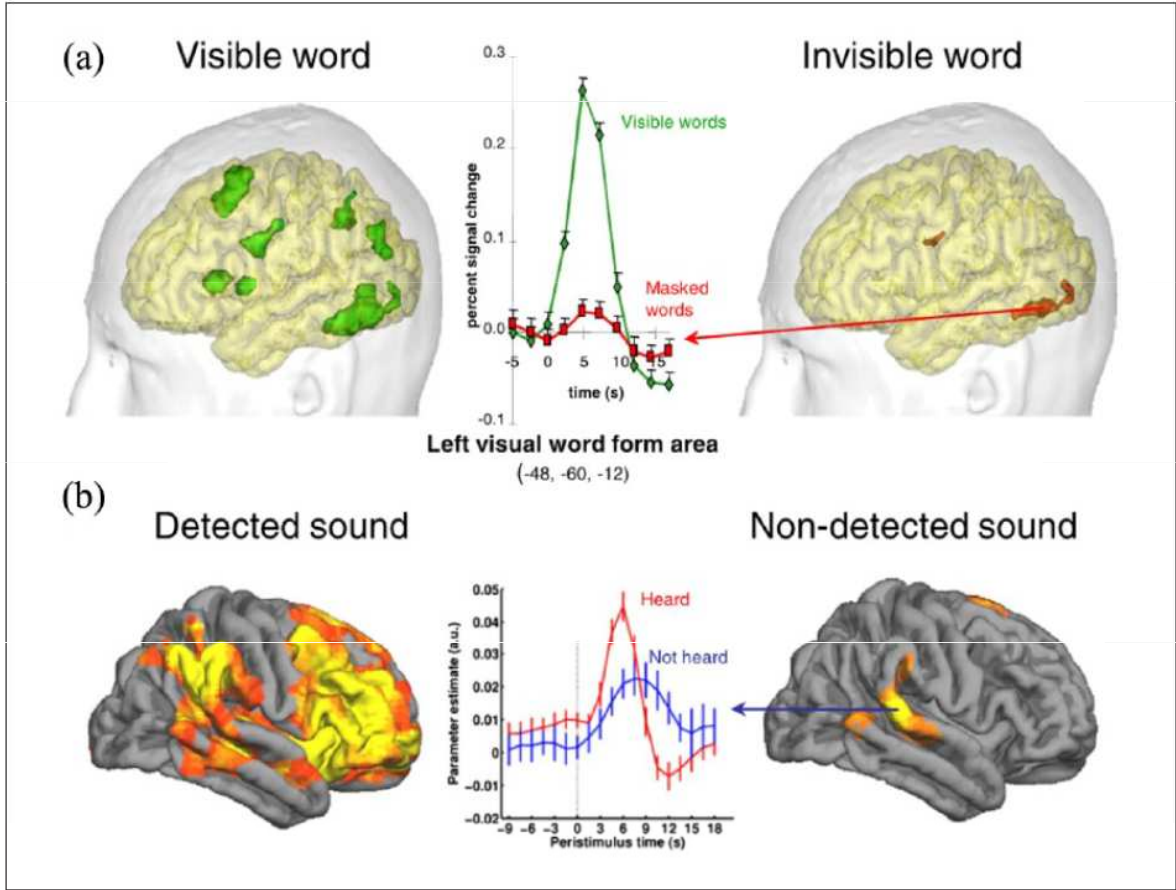 (a)
Visible word
Invisible word
0.3
0.2
0.1
0.0
-0.1
percent signal change
Visible words
Masked
words
-5 0 5 10 15
time (s)
Left visual word form area
(-48, -60, -12)
(b)
Detected sound
Non-detected sound
0.05
0.04
0.03
0.02
0.01
0
−0.01
−0.02
Parameter estimate (a.u.)
Heard
Not heard
−9 −6 −3 0 3 6 9 12 15 18
Peristimulus time (s)